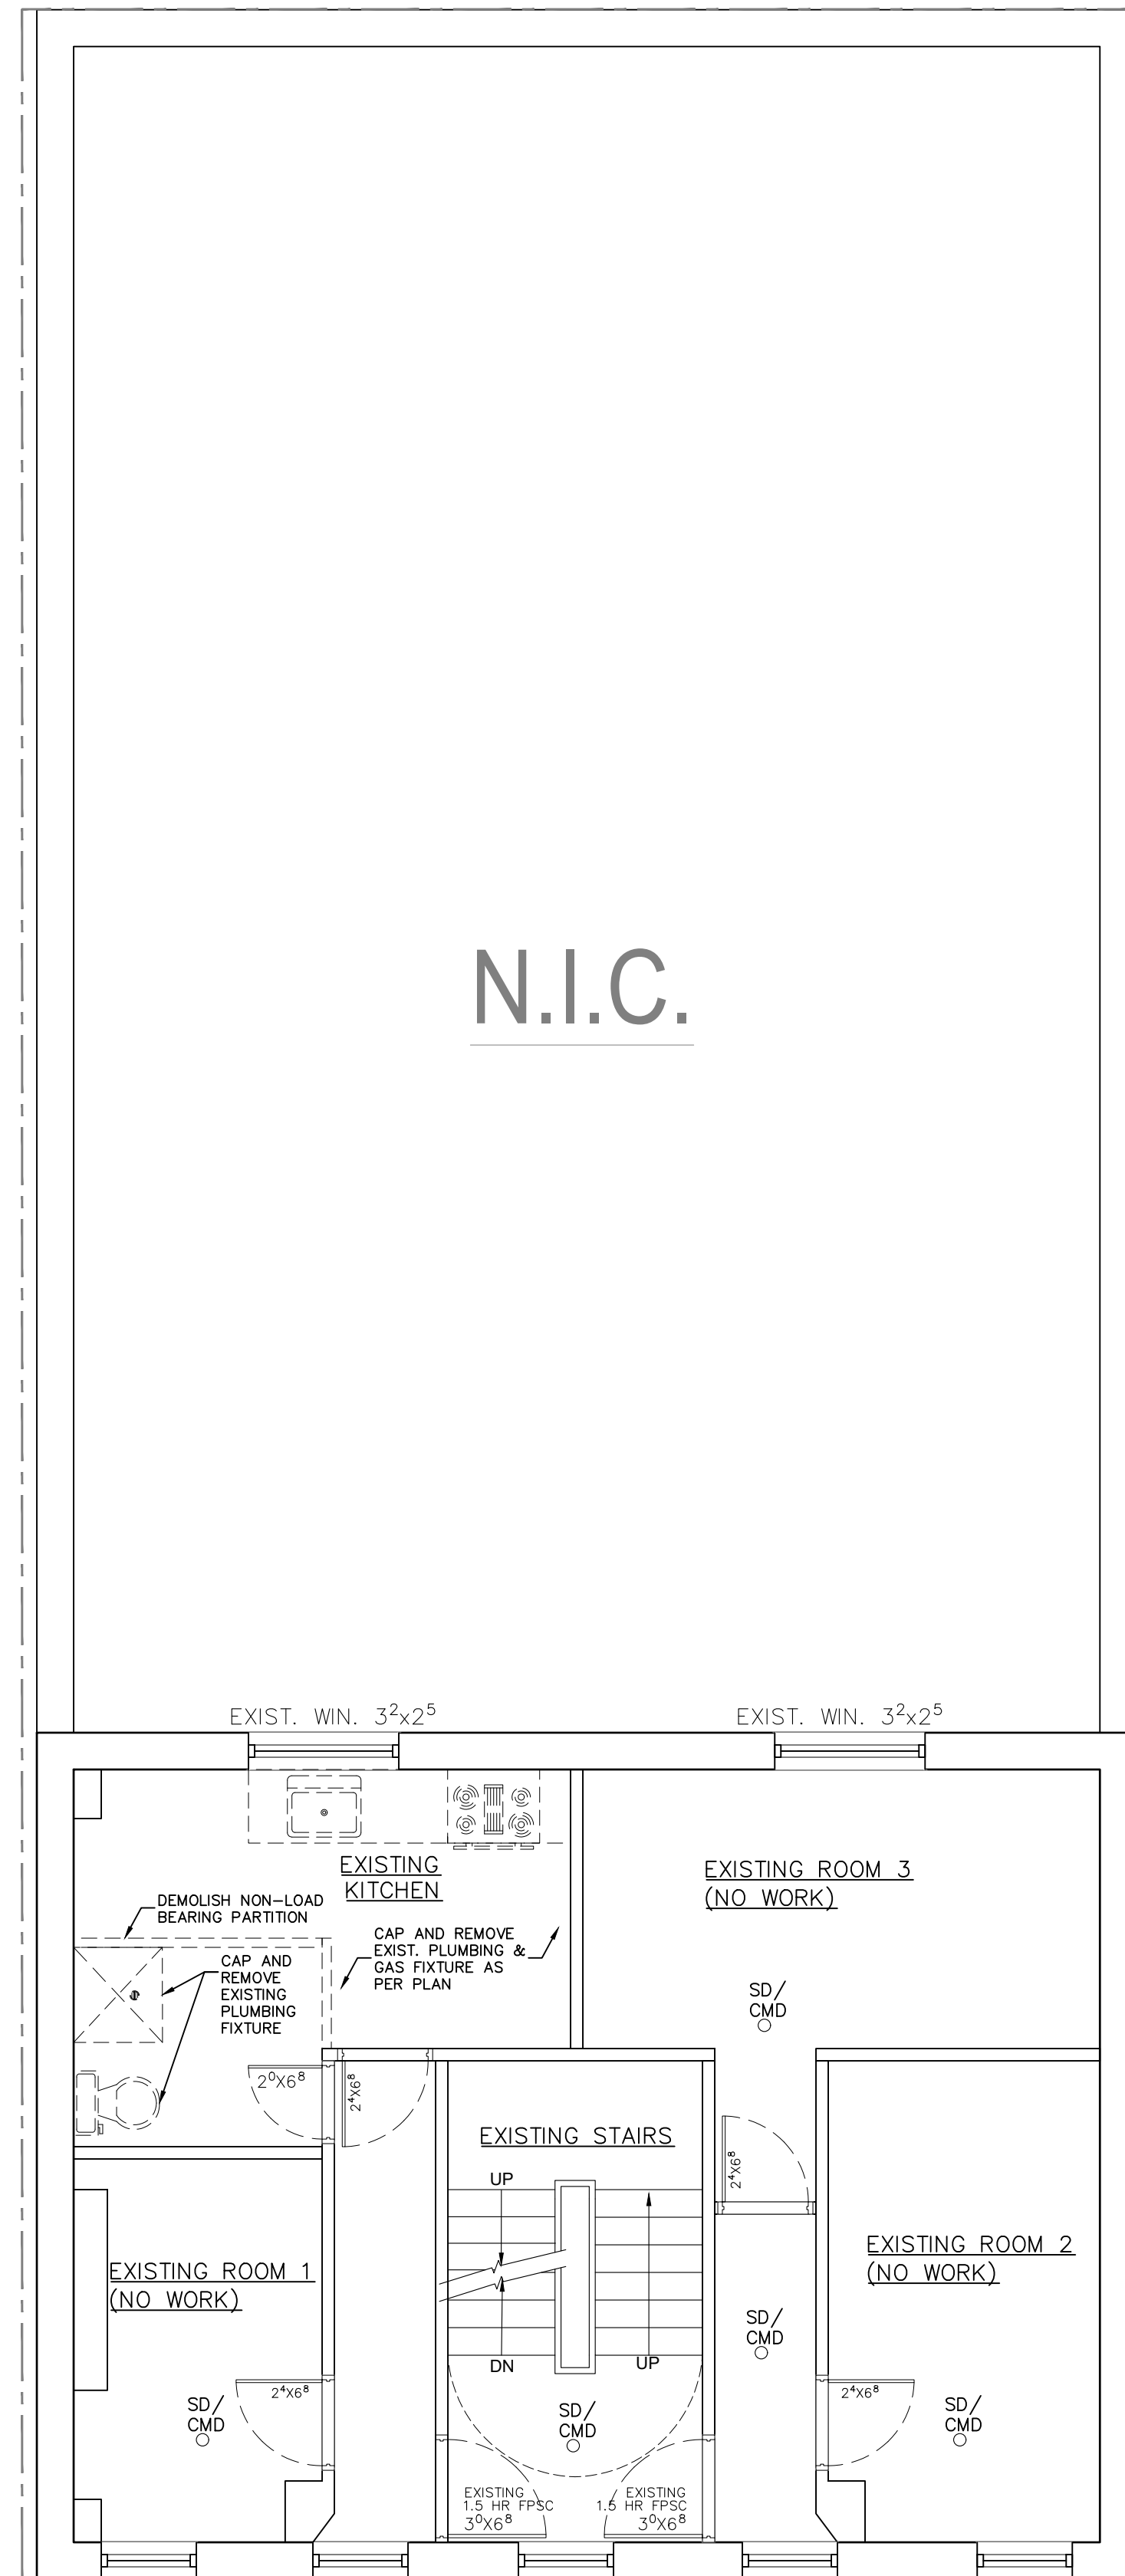 N.I.C.
EXIST. WIN. 3²x2⁵
EXIST. WIN. 3²x2⁵
EXISTING
KITCHEN
EXISTING ROOM 3
(NO WORK)
DEMOLISH NON-LOAD
BEARING PARTITION
CAP AND REMOVE
EXIST. PLUMBING &
GAS FIXTURE AS
PER PLAN
CAP AND
REMOVE
EXISTING
PLUMBING
FIXTURE
SD/
CMD
2⁰X6⁸
2⁴X6⁸
EXISTING STAIRS
2⁴X6⁸
UP
EXISTING ROOM 1
(NO WORK)
EXISTING ROOM 2
(NO WORK)
SD/
CMD
DN
UP
2⁴X6⁸
2⁴X6⁸
SD/
CMD
SD/
CMD
SD/
CMD
EXISTING
1.5 HR FPSC
3⁰X6⁸
EXISTING
1.5 HR FPSC
3⁰X6⁸